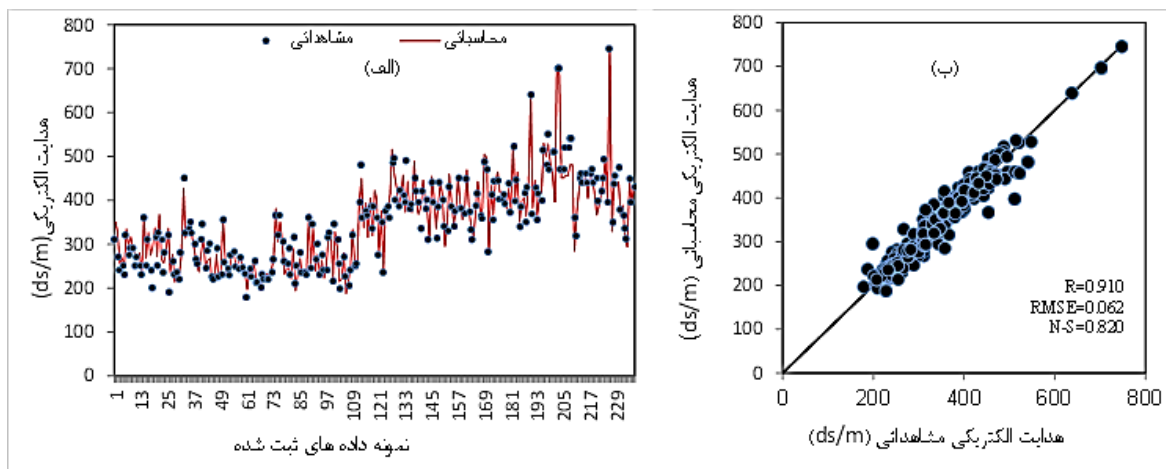 هدایت الکتریکی(ds/m)
800
700
600
500
400
300
200
100
0
مشاهداتی
محاسباتی
(الف)
1 13 25 37 49 61 73 85 97 109 121 133 145 157 169 181 193 205 217 229
نمونه داده های ثبت شده
هدایت الکتریکی محاسباتی (ds/m)
800
700
600
500
400
300
200
100
0
(ب)
R=0.910
RMSE=0.062
N-S=0.820
0 200 400 600 800
هدایت الکتریکی مشاهداتی (ds/m)